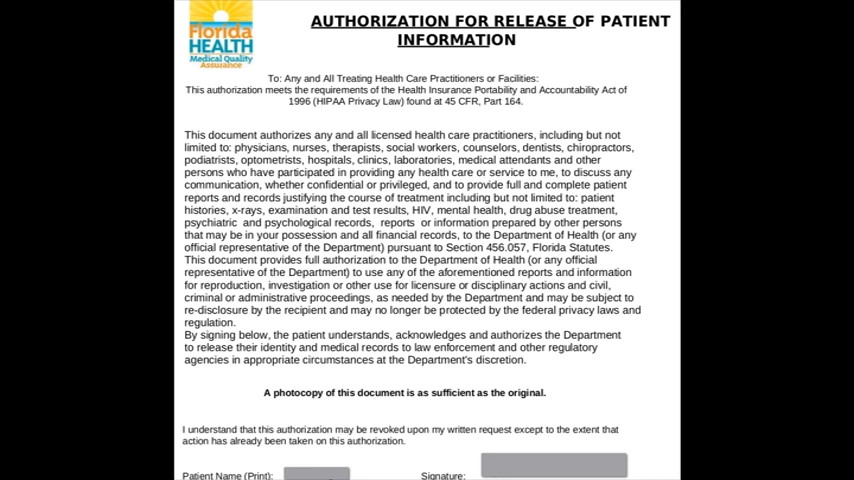 Florida
HEALTH
Medical Quality
Assurance
AUTHORIZATION FOR RELEASE OF PATIENT
INFORMATION
To: Any and All Treating Health Care Practitioners or Facilities:
This authorization meets the requirements of the Health Insurance Portability and Accountability Act of
1996 (HIPAA Privacy Law) found at 45 CFR, Part 164.
This document authorizes any and all licensed health care practitioners, including but not
limited to: physicians, nurses, therapists, social workers, counselors, dentists, chiropractors,
podiatrists, optometrists, hospitals, clinics, laboratories, medical attendants and other
persons who have participated in providing any health care or service to me, to discuss any
communication, whether confidential or privileged, and to provide full and complete patient
reports and records justifying the course of treatment including but not limited to: patient
histories, x-rays, examination and test results, HIV, mental health, drug abuse treatment,
psychiatric and psychological records, reports or information prepared by other persons
that may be in your possession and all financial records, to the Department of Health (or any
official representative of the Department) pursuant to Section 456.057, Florida Statutes.
This document provides full authorization to the Department of Health (or any official
representative of the Department) to use any of the aforementioned reports and information
for reproduction, investigation or other use for licensure or disciplinary actions and civil,
criminal or administrative proceedings, as needed by the Department and may be subject to
re-disclosure by the recipient and may no longer be protected by the federal privacy laws and
regulation.
By signing below, the patient understands, acknowledges and authorizes the Department
to release their identity and medical records to law enforcement and other regulatory
agencies in appropriate circumstances at the Department's discretion.
A photocopy of this document is as sufficient as the original.
I understand that this authorization may be revoked upon my written request except to the extent that
action has already been taken on this authorization.
Patient Name (Print): Signature: